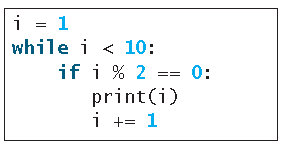 i = 1
while i < 10:
    if i % 2 == 0:
       print(i)
       i += 1